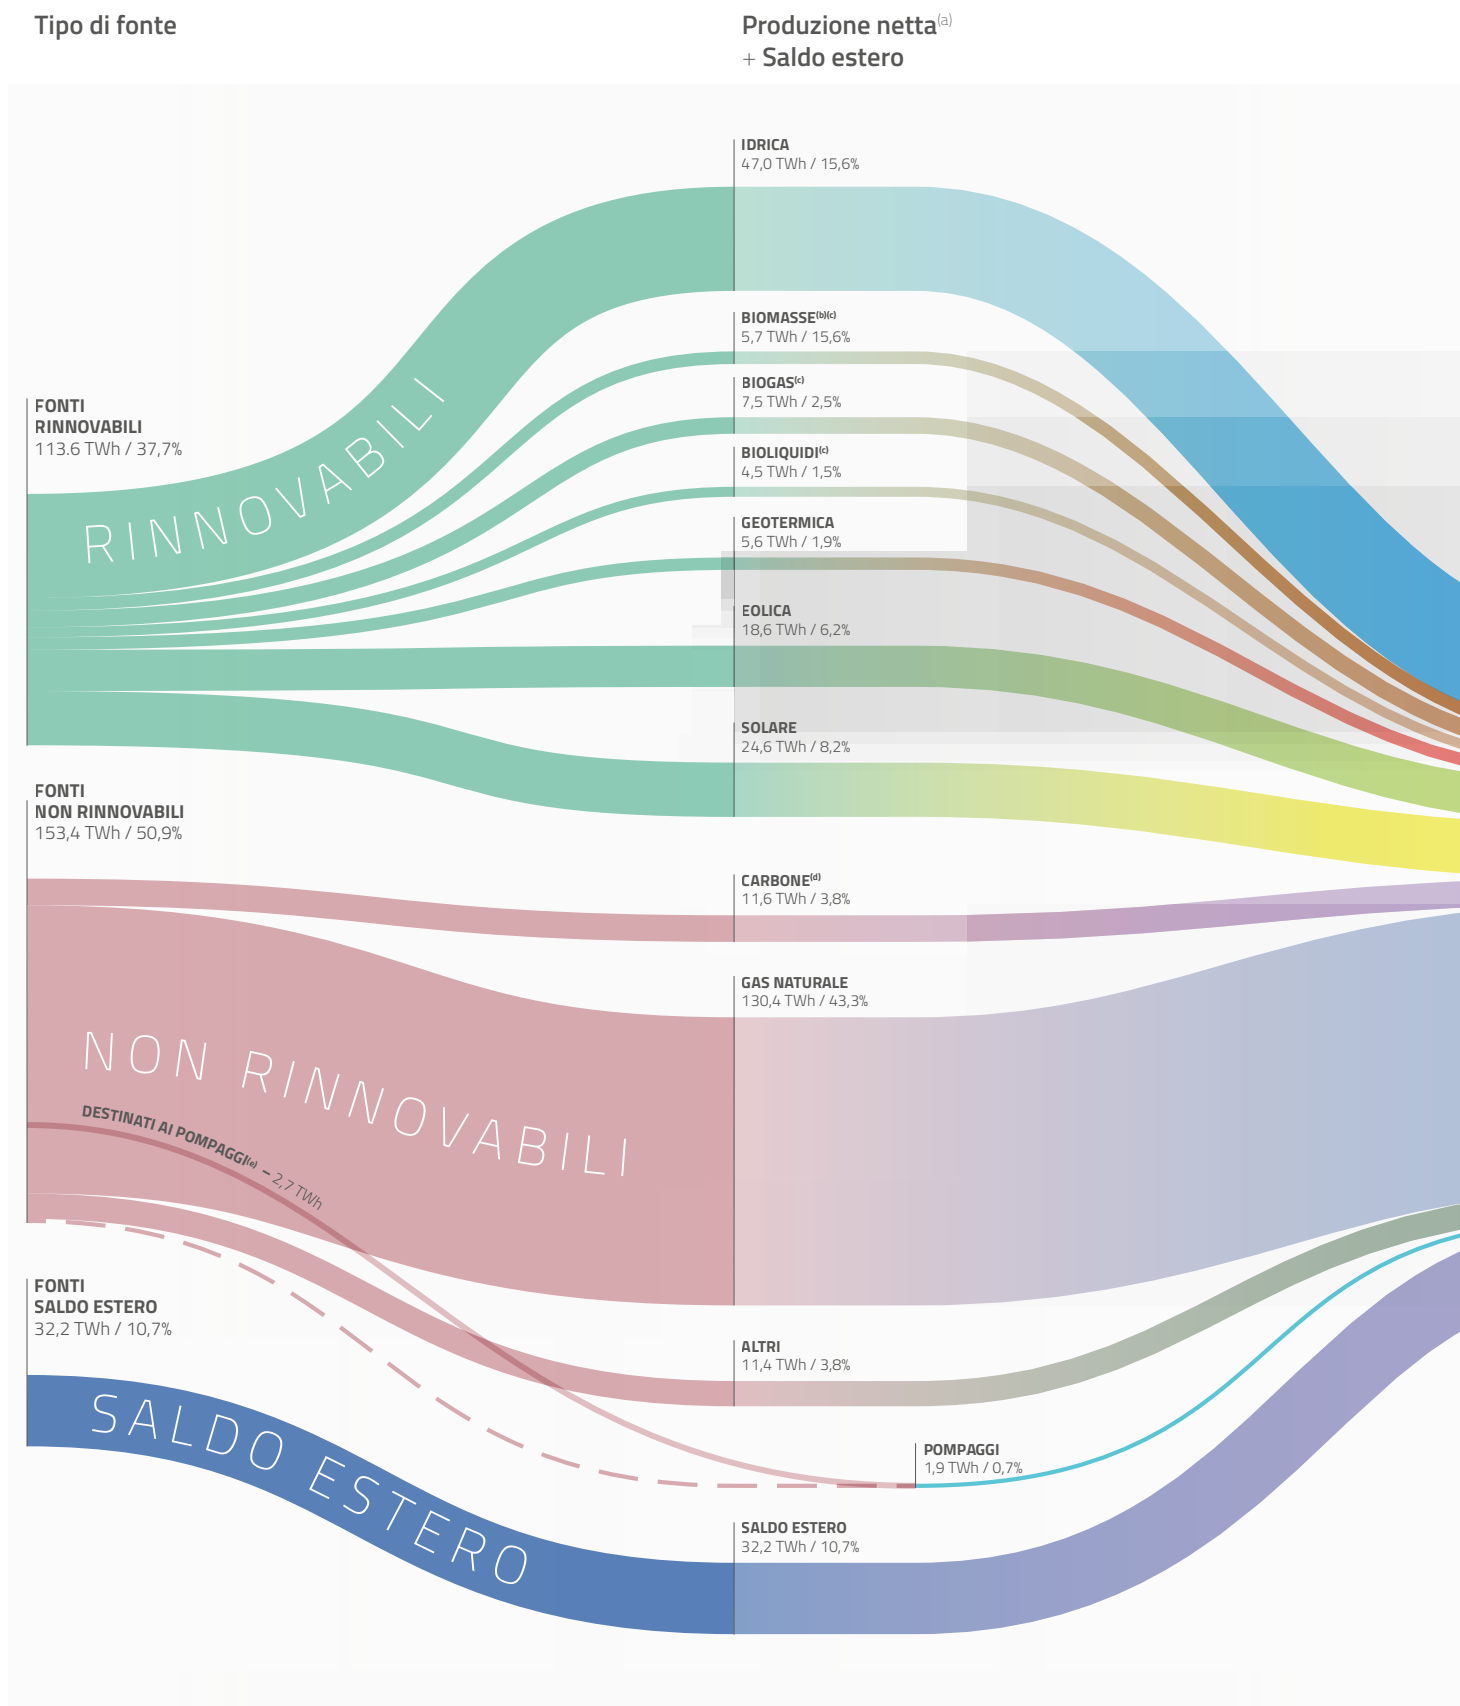 Tipo di fonte
Produzione netta(a)
+ Saldo estero
FONTI
RINNOVABILI
113.6 TWh / 37,7%
RINNOVABILI
IDRICA
47,0 TWh / 15,6%
BIOMASSE(b)(c)
5,7 TWh / 15,6%
BIOGAS(c)
7,5 TWh / 2,5%
BIOLIQUIDI(c)
4,5 TWh / 1,5%
GEOTERMICA
5,6 TWh / 1,9%
EOLICA
18,6 TWh / 6,2%
SOLARE
24,6 TWh / 8,2%
FONTI
NON RINNOVABILI
153,4 TWh / 50,9%
NON RINNOVABILI
DESTINATI AI POMPAGGI(e) – 2,7 TWh
CARBONE(d)
11,6 TWh / 3,8%
GAS NATURALE
130,4 TWh / 43,3%
ALTRI
11,4 TWh / 3,8%
POMPAGGI
1,9 TWh / 0,7%
FONTI
SALDO ESTERO
32,2 TWh / 10,7%
SALDO ESTERO
SALDO ESTERO
32,2 TWh / 10,7%